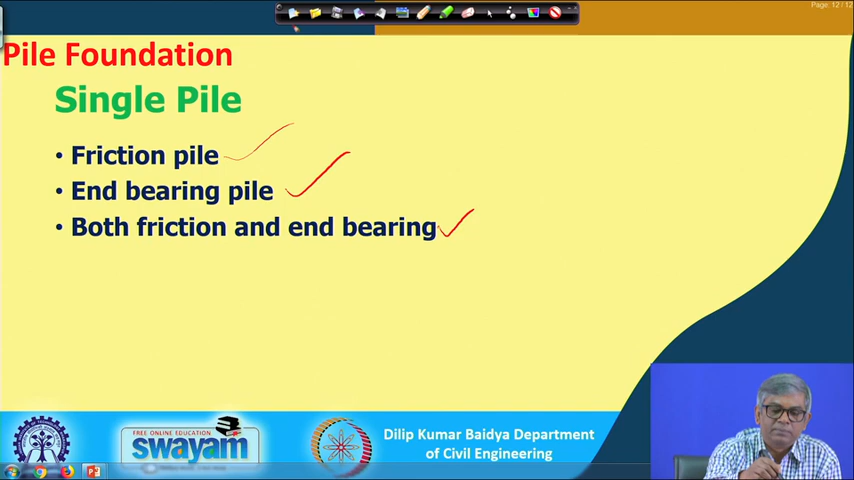 Page: 12 / 12
Pile Foundation
Single Pile
• Friction pile
• End bearing pile
• Both friction and end bearing
FREE ONLINE EDUCATION
swayam
Dilip Kumar Baidya Department
of Civil Engineering